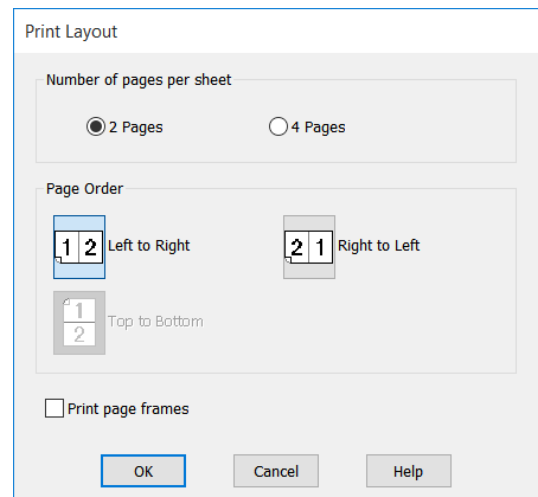 Print Layout
Number of pages per sheet
2 Pages 4 Pages
Page Order
1 2 Left to Right 2 1 Right to Left
1
2 Top to Bottom
Print page frames
OK Cancel Help